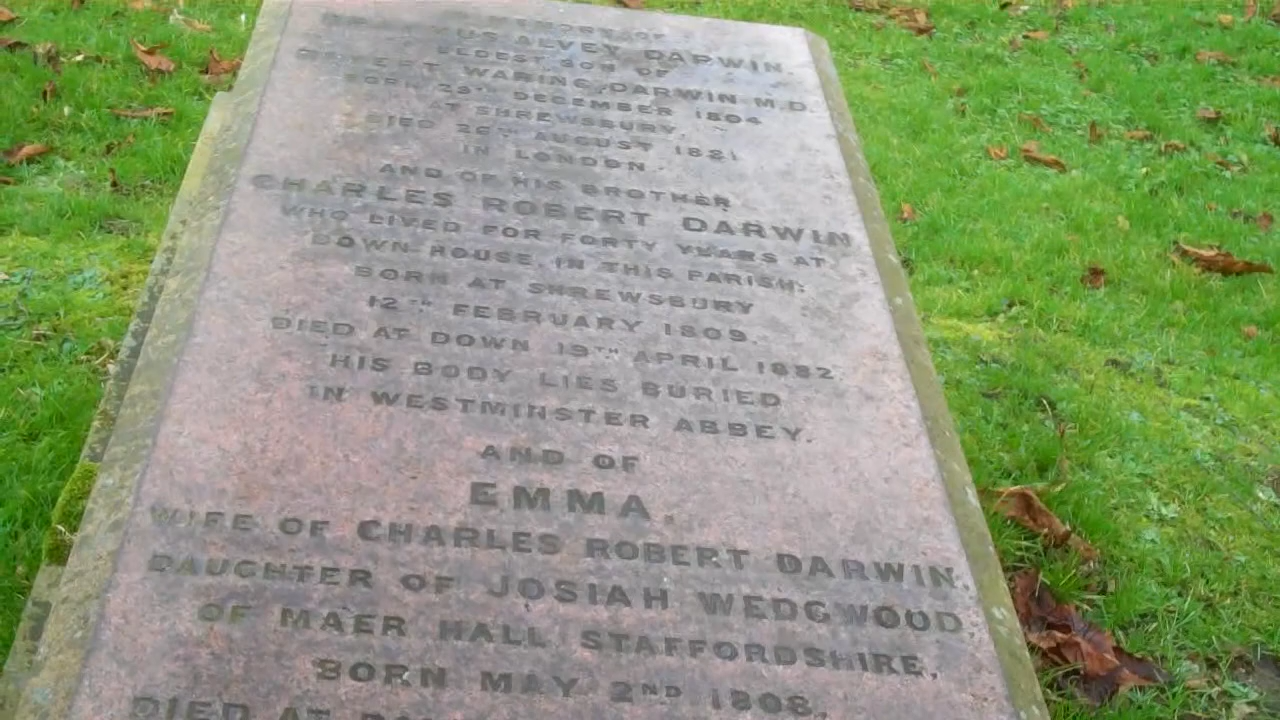 MEMORY OF
ALVEY DARWIN.
ELDEST SON OF
WARING DARWIN M.D.
BORN 29TH DECEMBER 1804
AT SHREWSBURY,
DIED 26TH AUGUST 1881
IN LONDON.
AND OF HIS BROTHER
CHARLES ROBERT DARWIN
WHO LIVED FOR FORTY YEARS AT
DOWN HOUSE, IN THIS PARISH;
BORN AT SHREWSBURY
12TH FEBRUARY 1809.
DIED AT DOWN 19TH APRIL 1882.
HIS BODY LIES BURIED
IN WESTMINSTER ABBEY.
AND OF
EMMA,
WIFE OF CHARLES ROBERT DARWIN,
DAUGHTER OF JOSIAH WEDGWOOD
OF MAER HALL STAFFORDSHIRE,
BORN MAY 2ND 1808,
DIED AT